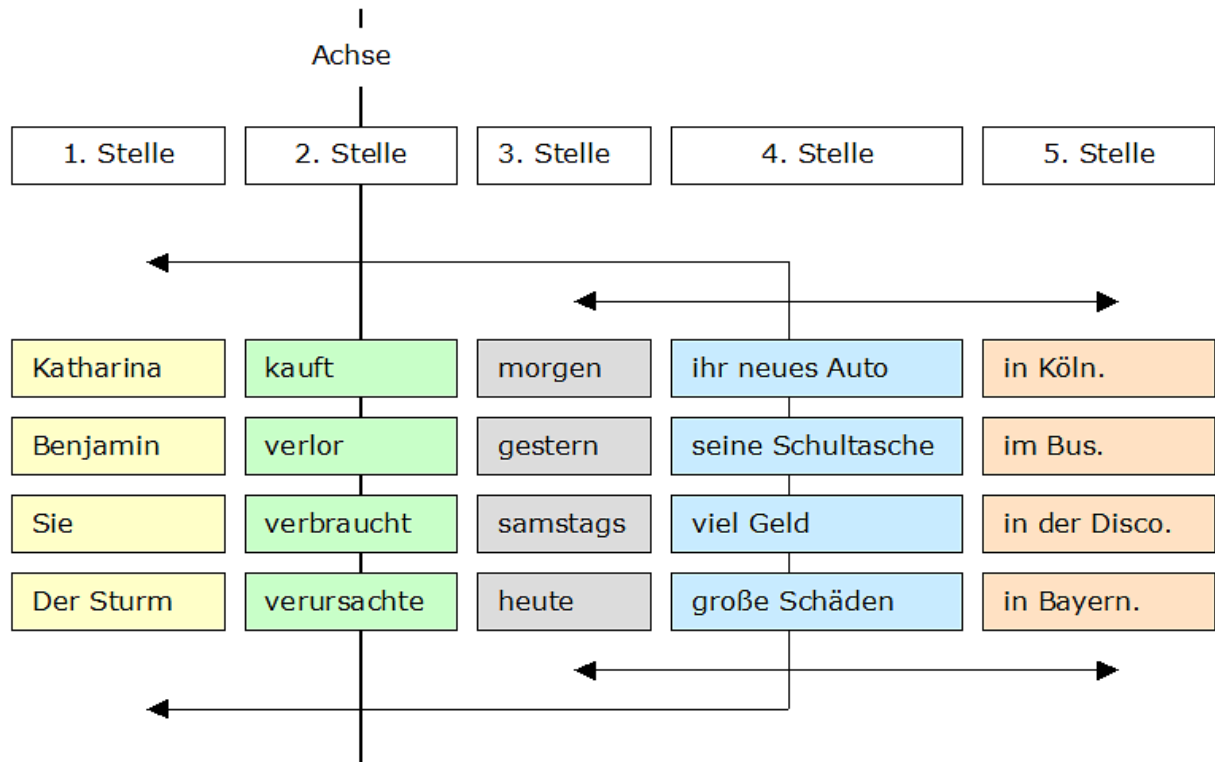 Achse
1. Stelle 2. Stelle 3. Stelle 4. Stelle 5. Stelle
Katharina kauft morgen ihr neues Auto in Köln.
Benjamin verlor gestern seine Schultasche im Bus.
Sie verbraucht samstags viel Geld in der Disco.
Der Sturm verursachte heute große Schäden in Bayern.